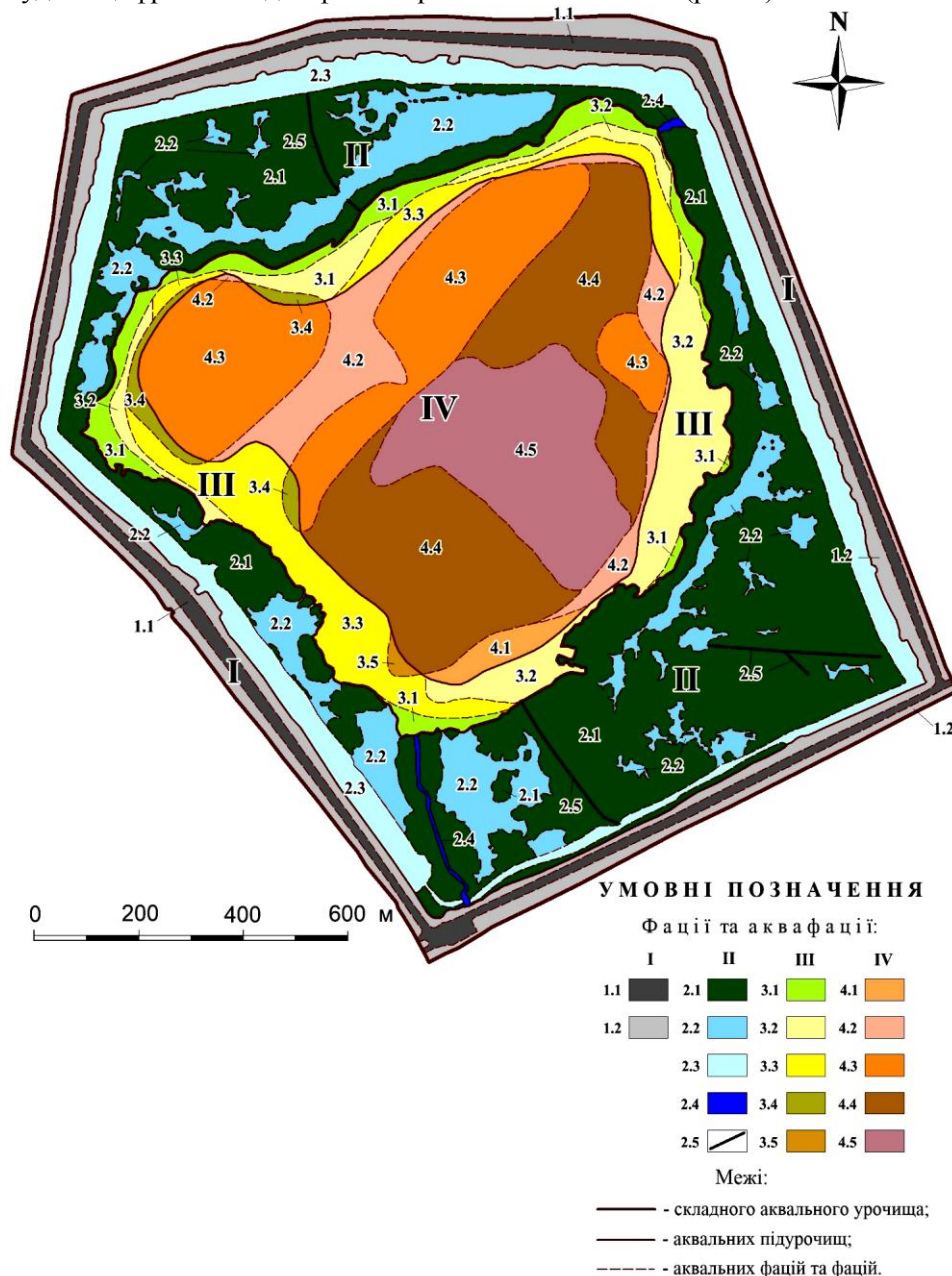 1.1
N
2.3
2.4
3.2
2.2
2.2
2.5
II
2.1
2.1
3.1
3.3
I
3.3
2.2
3.1
4.3
4.4
4.2
4.2
3.4
2.2
3.2
4.3
4.2
4.3
3.2
3.4
IV
III
3.1
4.5
3.1
III
3.4
2.2
2.2
4.4
3.1
1.2
2.1
4.2
1.1
2.2
3.3
4.1
I
3.5
3.2
II
2.5
3.1
1.2
2.1
2.2
2.2
2.2
2.1
2.3
2.5
2.4
0 200 400 600 м
УМОВНІ ПОЗНАЧЕННЯ
Фації та аквафації:
I II III IV
1.1 2.1 3.1 4.1
1.2 2.2 3.2 4.2
2.3 3.3 4.3
2.4 3.4 4.4
2.5 3.5 4.5
Межі:
- складного аквального урочища;
- аквальних підурочищ;
- аквальних фацій та фацій.